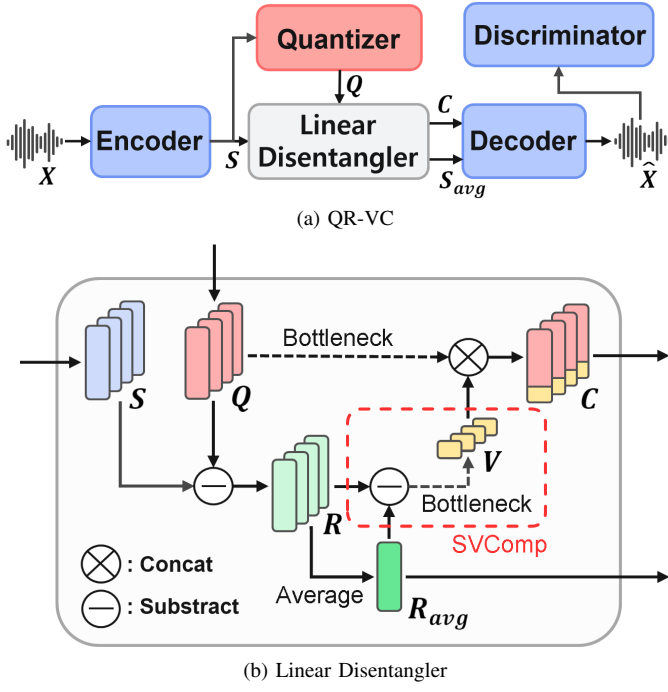 Quantizer
Discriminator
Q
C
Encoder
Linear
Disentangler
Decoder
X
S
S_avg
X̂
(a) QR-VC
Bottleneck
S
Q
C
V
R
Bottleneck
SVComp
: Concat
Average
: Substract
R_avg
(b) Linear Disentangler